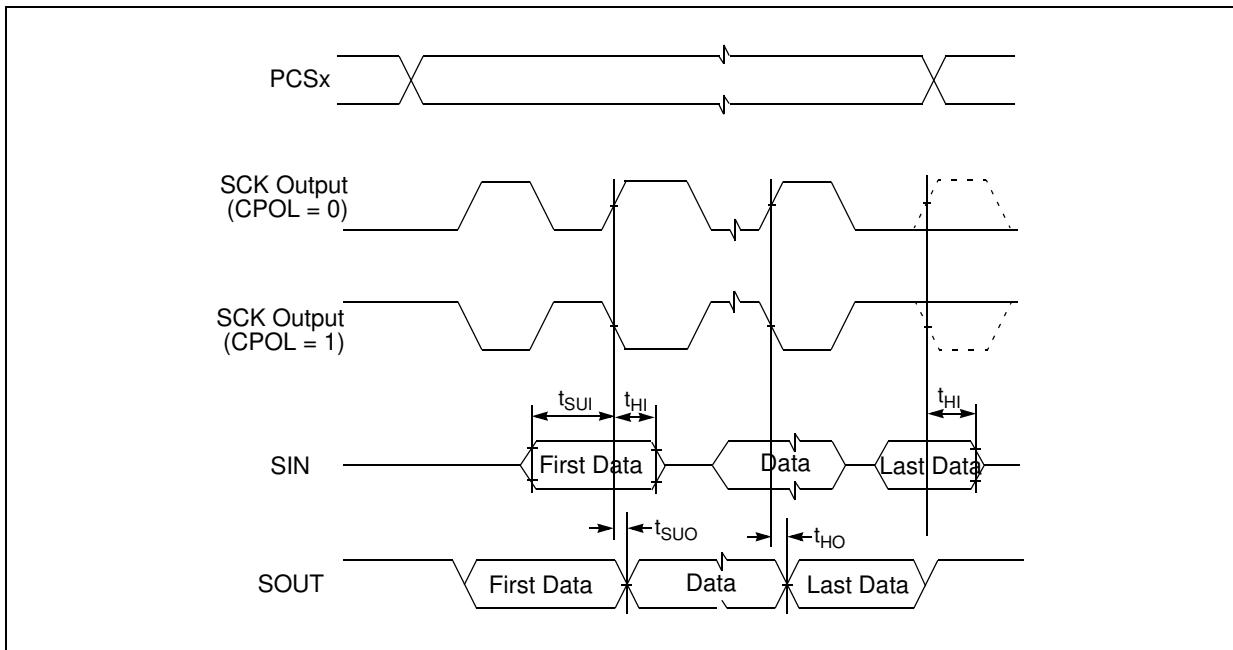 PCSx
SCK Output
(CPOL = 0)
SCK Output
(CPOL = 1)
tSUI
tHI
tHI
SIN
First Data
Data
Last Data
tSUO
tHO
SOUT
First Data
Data
Last Data